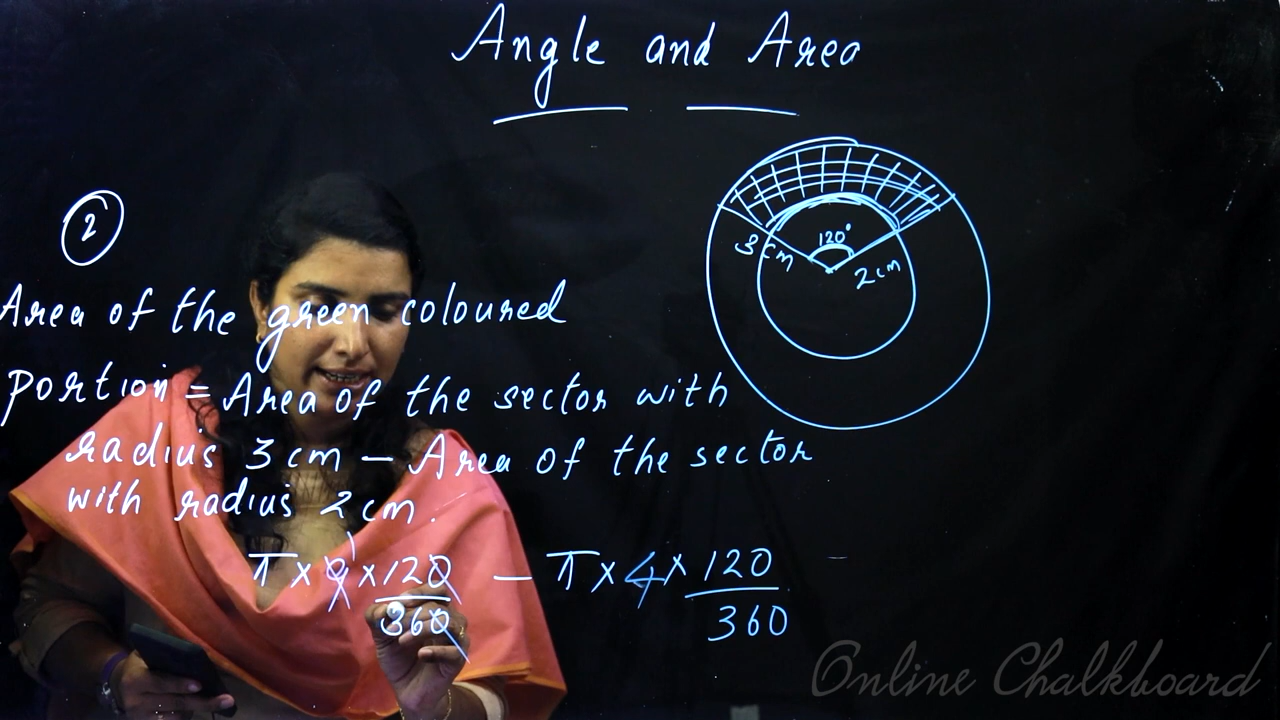 Angle and Area
2
120°
3 cm
2 cm
Area of the green coloured
portion = Area of the sector with
radius 3 cm – Area of the sector
with radius 2 cm.
π × 9 × 120/360 – π × 4 × 120/360
Online Chalkboard